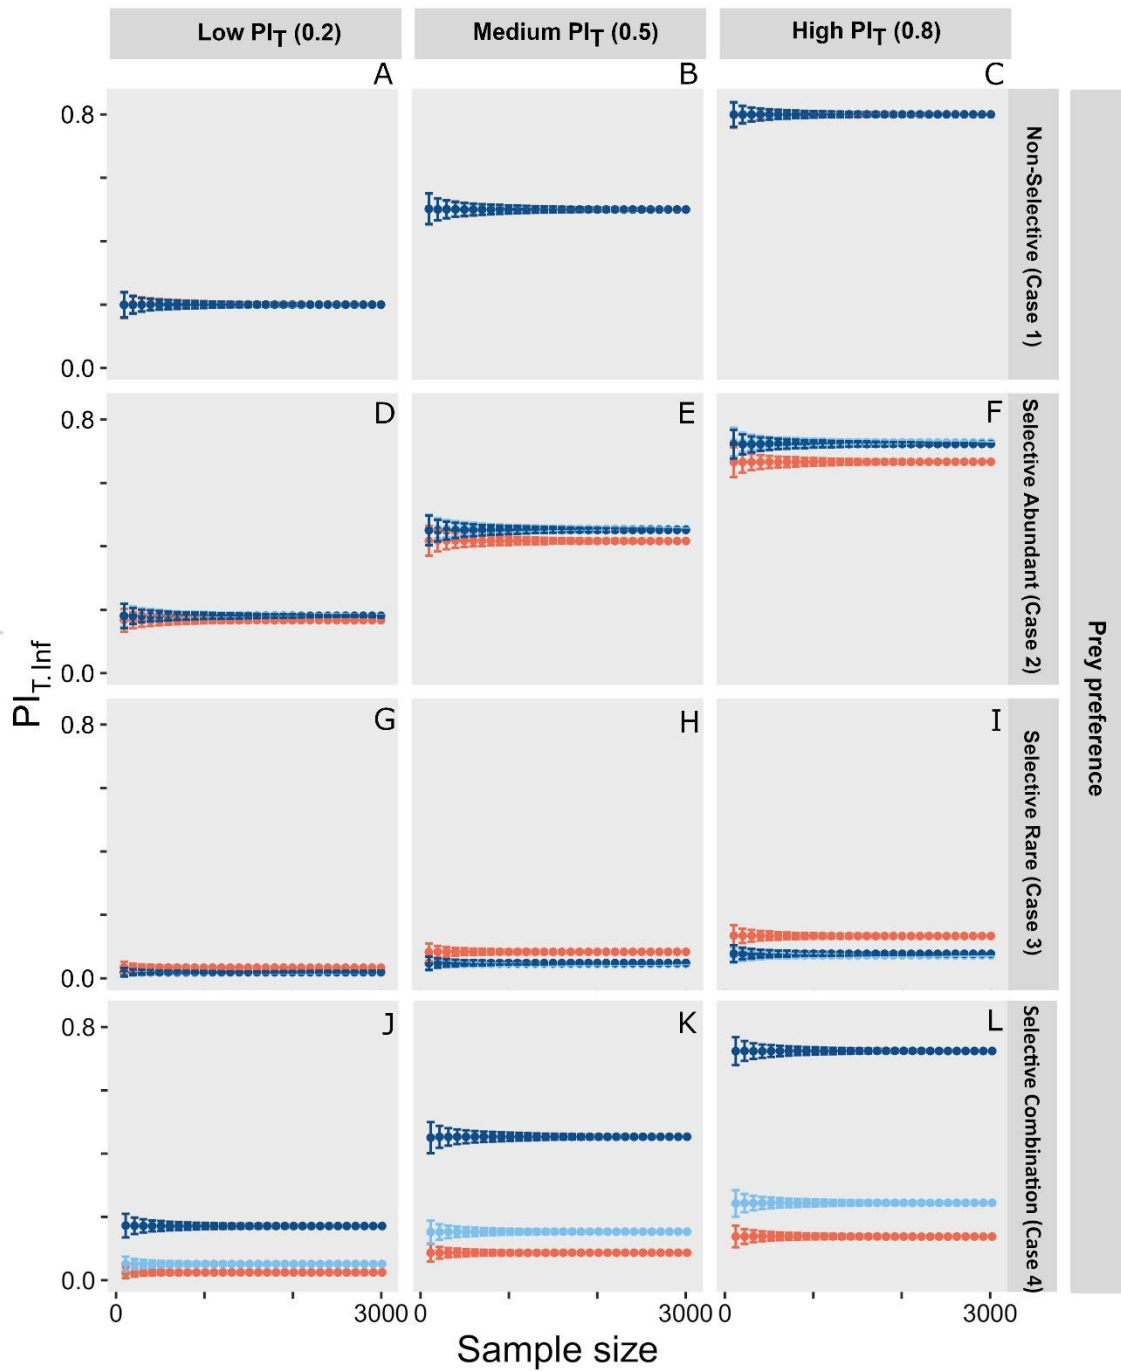 Low PI_T (0.2)
Medium PI_T (0.5)
High PI_T (0.8)
A
B
C
0.8
0.0
Non-Selective (Case 1)
D
E
F
0.8
0.0
Selective Abundant (Case 2)
G
H
I
0.8
0.0
Selective Rare (Case 3)
J
K
L
0.8
0.0
Selective Combination (Case 4)
Prey preference
PI_T.Inf
0
3000
0
3000
0
3000
Sample size